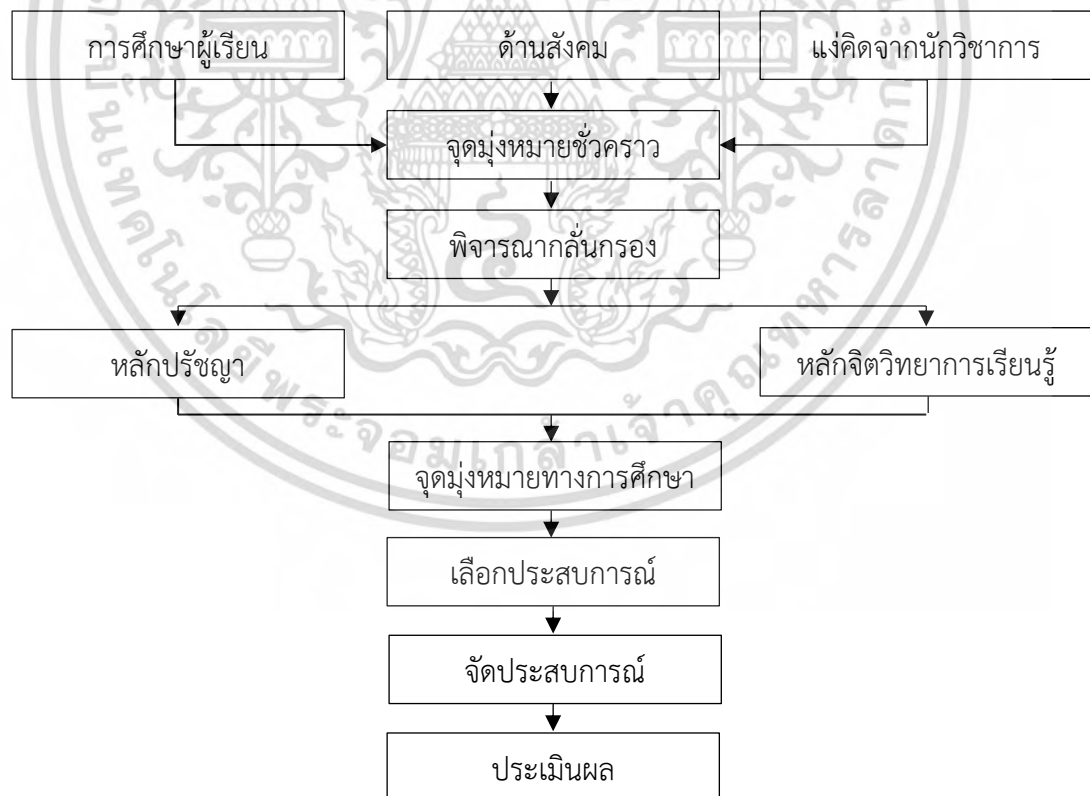 การศึกษาผู้เรียน
ด้านสังคม
แง่คิดจากนักวิชาการ
จุดมุ่งหมายชั่วคราว
พิจารณากลั่นกรอง
หลักปรัชญา
หลักจิตวิทยาการเรียนรู้
จุดมุ่งหมายทางการศึกษา
เลือกประสบการณ์
จัดประสบการณ์
ประเมินผล